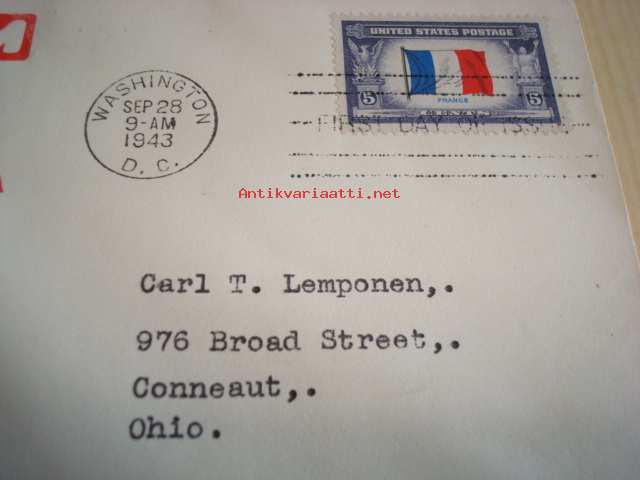 UNITED STATES POSTAGE
5 FRANCE 5
WASHINGTON
SEP 28
9-AM
1943
D. C.
FIRST DAY OF ISS
Antikvariaatti.net
Carl T. Lemponen,.
976 Broad Street,.
Conneaut,.
Ohio.